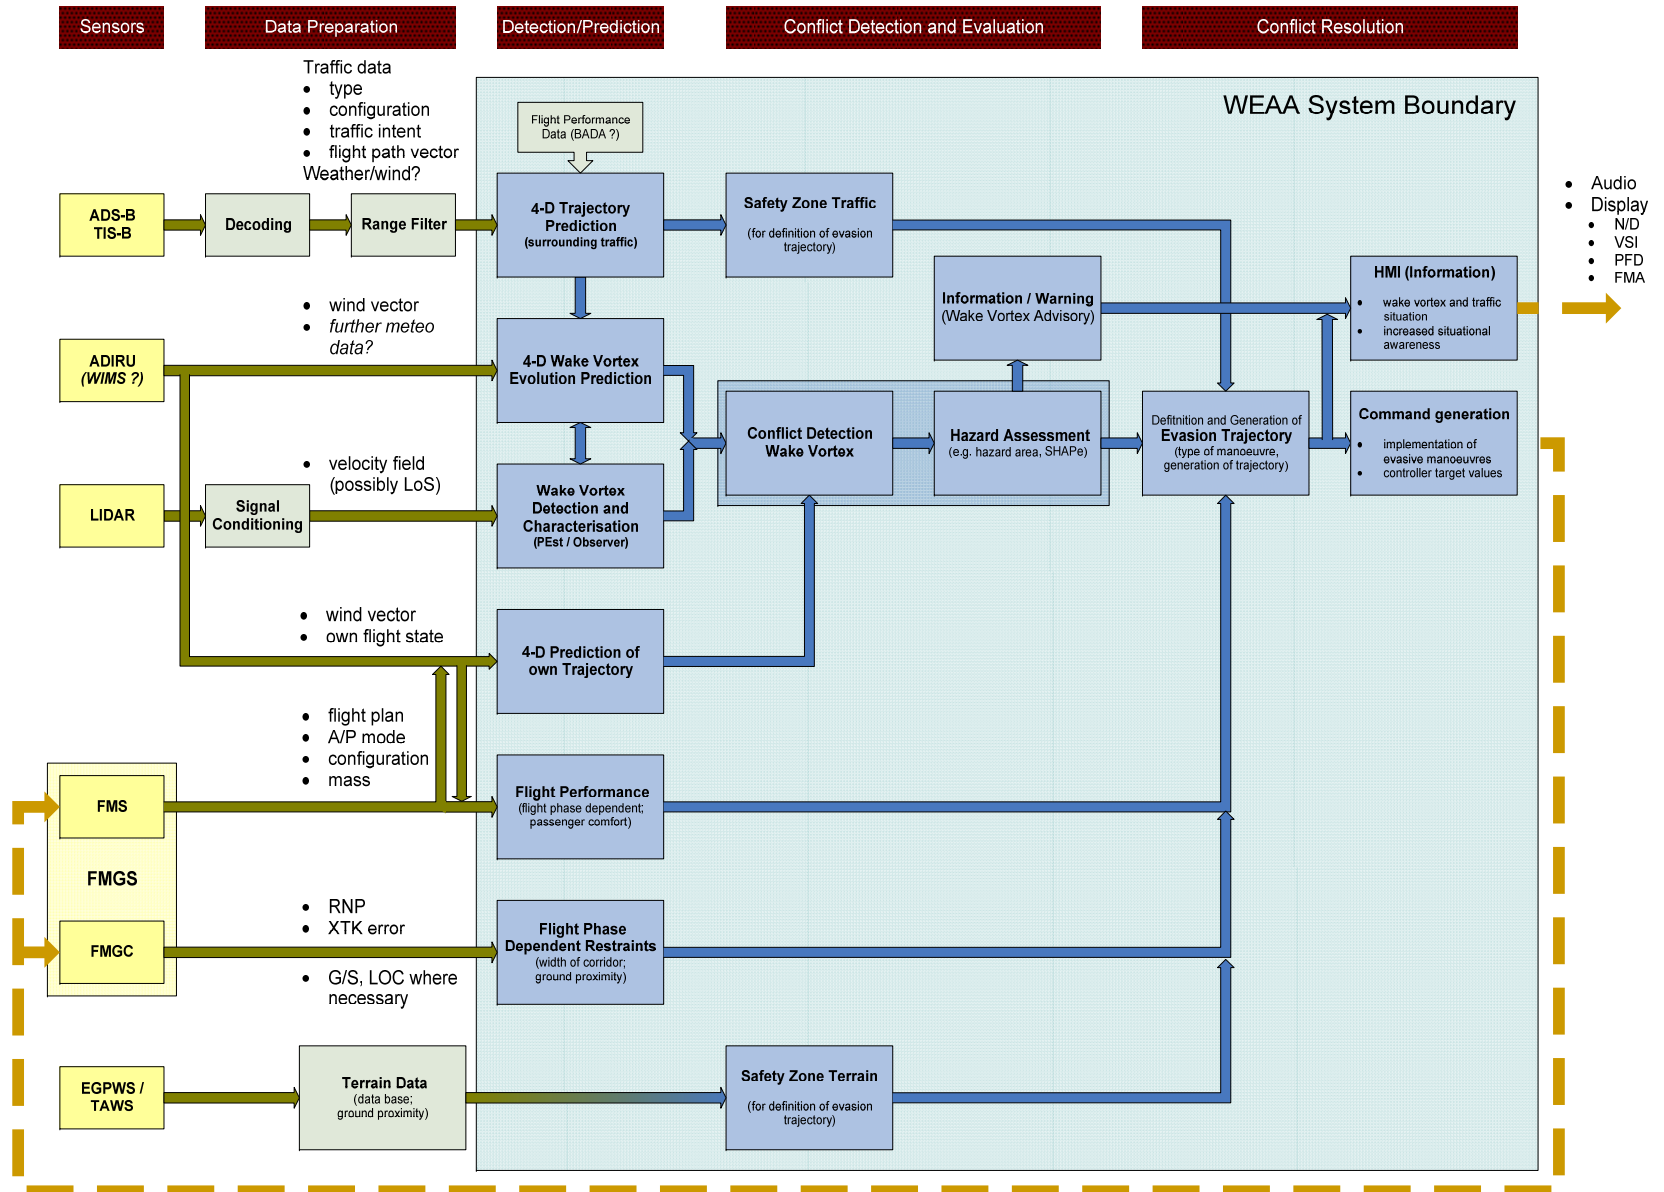 Sensors
Data Preparation
Detection/Prediction
Conflict Detection and Evaluation
Conflict Resolution
WEAA System Boundary
Traffic data
• type
• configuration
• traffic intent
• flight path vector
Weather/wind?
Flight Performance
Data (BADA ?)
ADS-B
TIS-B
Decoding
Range Filter
4-D Trajectory
Prediction
(surrounding traffic)
Safety Zone Traffic
(for definition of evasion
trajectory)
• Audio
• Display
• N/D
• VSI
• PFD
• FMA
Information / Warning
(Wake Vortex Advisory)
HMI (Information)
• wake vortex and traffic
situation
• increased situational
awareness
• wind vector
• further meteo
data?
ADIRU
(WIMS ?)
4-D Wake Vortex
Evolution Prediction
Conflict Detection
Wake Vortex
Hazard Assessment
(e.g. hazard area, SHAPe)
Defitnition and Generation of
Evasion Trajectory
(type of manoeuvre,
generation of trajectory)
Command generation
• implementation of
evasive manoeuvres
• controller target values
• velocity field
(possibly LoS)
LIDAR
Signal
Conditioning
Wake Vortex
Detection and
Characterisation
(PEst / Observer)
• wind vector
• own flight state
4-D Prediction of
own Trajectory
• flight plan
• A/P mode
• configuration
• mass
FMS
FMGS
FMGC
Flight Performance
(flight phase dependent;
passenger comfort)
• RNP
• XTK error
• G/S, LOC where
necessary
Flight Phase
Dependent Restraints
(width of corridor;
ground proximity)
EGPWS /
TAWS
Terrain Data
(data base;
ground proximity)
Safety Zone Terrain
(for definition of evasion
trajectory)